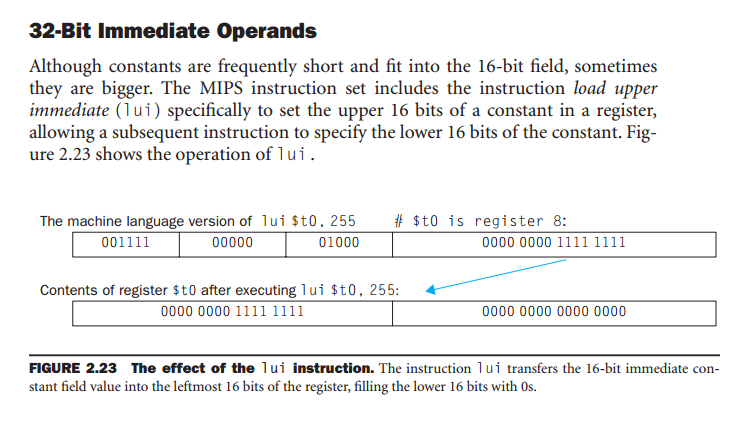 32-Bit Immediate Operands
Although constants are frequently short and fit into the 16-bit field, sometimes
they are bigger. The MIPS instruction set includes the instruction load upper
immediate (lui) specifically to set the upper 16 bits of a constant in a register,
allowing a subsequent instruction to specify the lower 16 bits of the constant. Fig-
ure 2.23 shows the operation of lui.
The machine language version of lui $t0, 255 # $t0 is register 8:
001111 00000 01000 0000 0000 1111 1111
Contents of register $t0 after executing lui $t0, 255:
0000 0000 1111 1111 0000 0000 0000 0000
FIGURE 2.23 The effect of the lui instruction. The instruction lui transfers the 16-bit immediate con-
stant field value into the leftmost 16 bits of the register, filling the lower 16 bits with 0s.